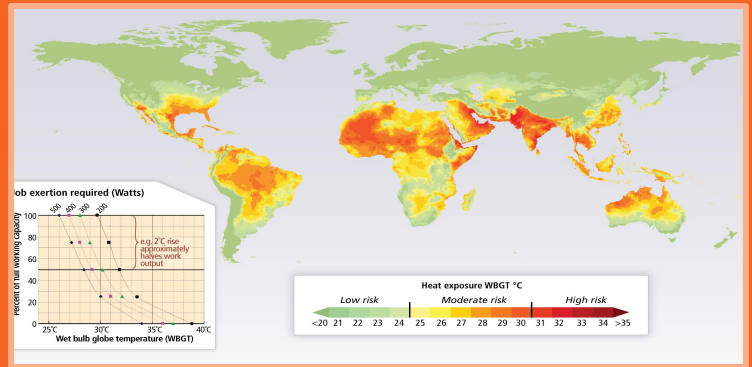 Job exertion required (Watts)
500 400 300 200
Percent of full working capacity
100
80
60
40
20
0
e.g. 2°C rise
approximately
halves work
output
25°C 30°C 35°C 40°C
Wet bulb globe temperature (WBGT)
Heat exposure WBGT °C
Low risk Moderate risk High risk
<20 21 22 23 24 25 26 27 28 29 30 31 32 33 34 >35